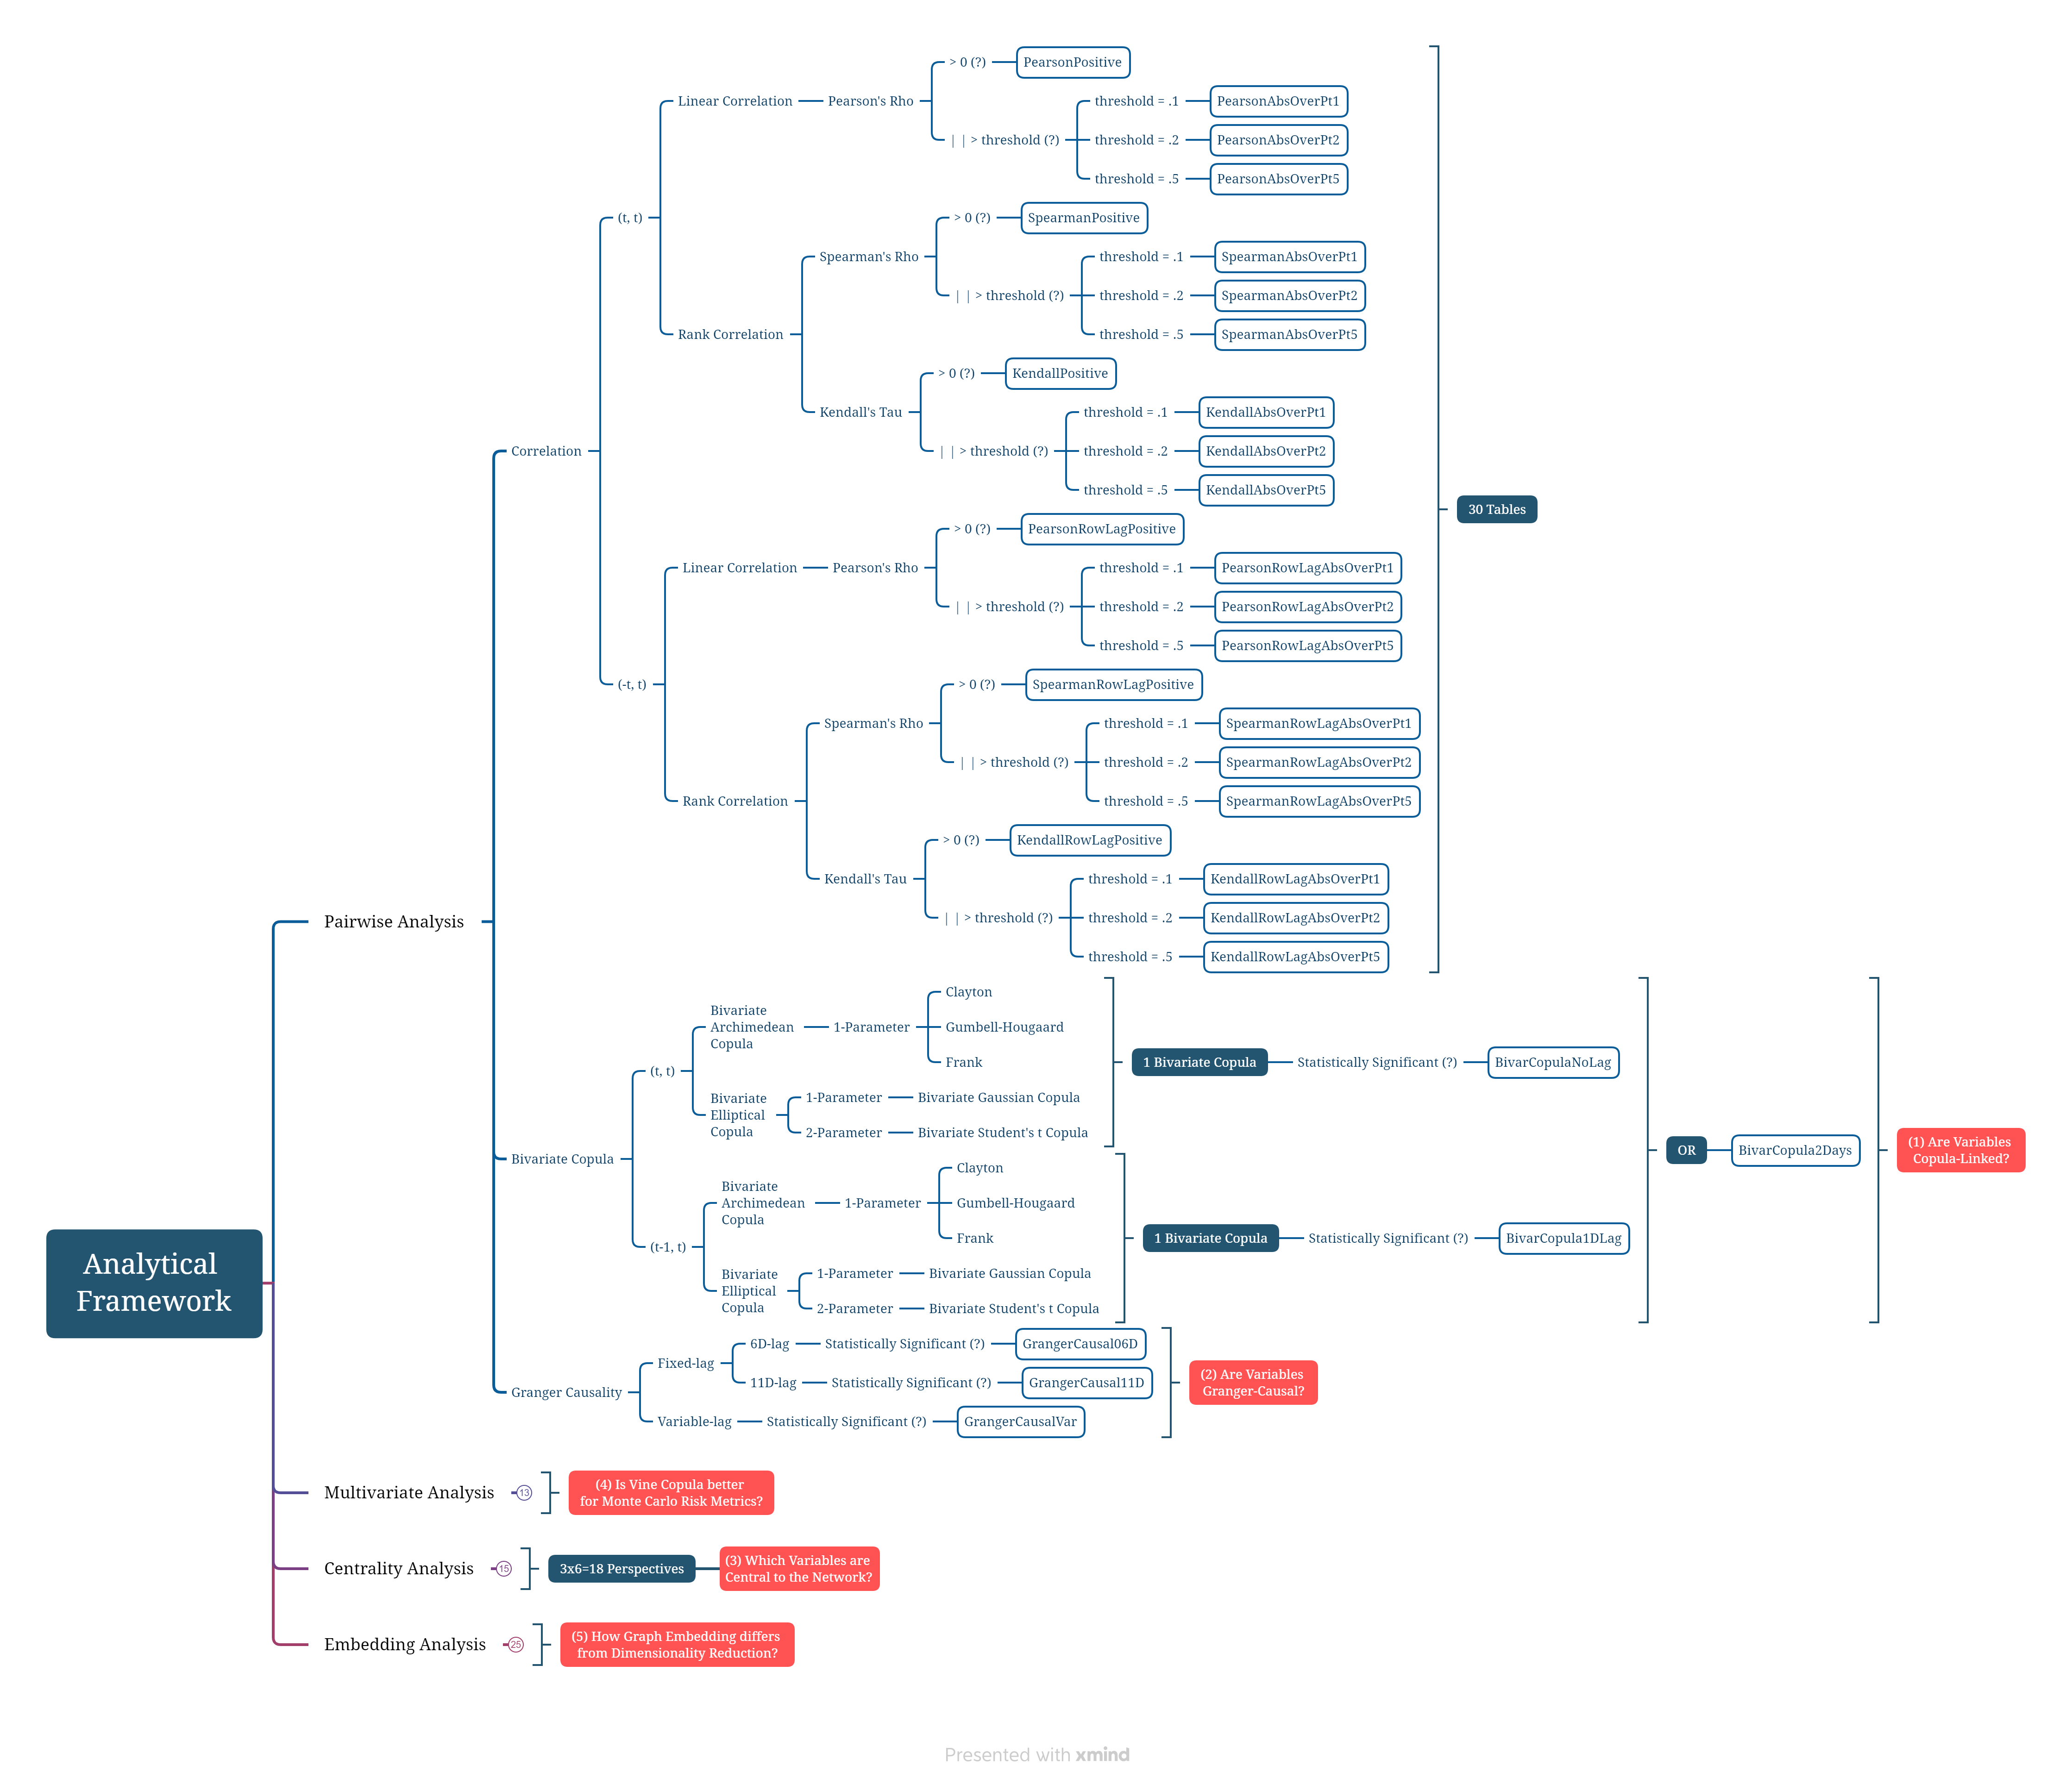 > 0 (?)
PearsonPositive
Linear Correlation
Pearson's Rho
threshold = .1
PearsonAbsOverPt1
| | > threshold (?)
threshold = .2
PearsonAbsOverPt2
threshold = .5
PearsonAbsOverPt5
(t, t)
> 0 (?)
SpearmanPositive
Spearman's Rho
threshold = .1
SpearmanAbsOverPt1
| | > threshold (?)
threshold = .2
SpearmanAbsOverPt2
Rank Correlation
threshold = .5
SpearmanAbsOverPt5
> 0 (?)
KendallPositive
Kendall's Tau
threshold = .1
KendallAbsOverPt1
Correlation
| | > threshold (?)
threshold = .2
KendallAbsOverPt2
threshold = .5
KendallAbsOverPt5
30 Tables
> 0 (?)
PearsonRowLagPositive
Linear Correlation
Pearson's Rho
threshold = .1
PearsonRowLagAbsOverPt1
| | > threshold (?)
threshold = .2
PearsonRowLagAbsOverPt2
threshold = .5
PearsonRowLagAbsOverPt5
(-t, t)
> 0 (?)
SpearmanRowLagPositive
Spearman's Rho
threshold = .1
SpearmanRowLagAbsOverPt1
| | > threshold (?)
threshold = .2
SpearmanRowLagAbsOverPt2
Rank Correlation
threshold = .5
SpearmanRowLagAbsOverPt5
> 0 (?)
KendallRowLagPositive
Kendall's Tau
threshold = .1
KendallRowLagAbsOverPt1
Pairwise Analysis
| | > threshold (?)
threshold = .2
KendallRowLagAbsOverPt2
threshold = .5
KendallRowLagAbsOverPt5
Bivariate
Archimedean
Copula
1-Parameter
Clayton
Gumbell-Hougaard
Frank
(t, t)
1 Bivariate Copula
Statistically Significant (?)
BivarCopulaNoLag
Bivariate
Elliptical
Copula
1-Parameter
Bivariate Gaussian Copula
2-Parameter
Bivariate Student's t Copula
Bivariate Copula
OR
BivarCopula2Days
(1) Are Variables
Copula-Linked?
Bivariate
Archimedean
Copula
1-Parameter
Clayton
Gumbell-Hougaard
Frank
(t-1, t)
1 Bivariate Copula
Statistically Significant (?)
BivarCopula1DLag
Bivariate
Elliptical
Copula
1-Parameter
Bivariate Gaussian Copula
2-Parameter
Bivariate Student's t Copula
Analytical
Framework
Granger Causality
Fixed-lag
6D-lag
Statistically Significant (?)
GrangerCausal06D
11D-lag
Statistically Significant (?)
GrangerCausal11D
Variable-lag
Statistically Significant (?)
GrangerCausalVar
(2) Are Variables
Granger-Causal?
Multivariate Analysis
13
(4) Is Vine Copula better
for Monte Carlo Risk Metrics?
Centrality Analysis
15
3x6=18 Perspectives
(3) Which Variables are
Central to the Network?
Embedding Analysis
25
(5) How Graph Embedding differs
from Dimensionality Reduction?
Presented with xmind